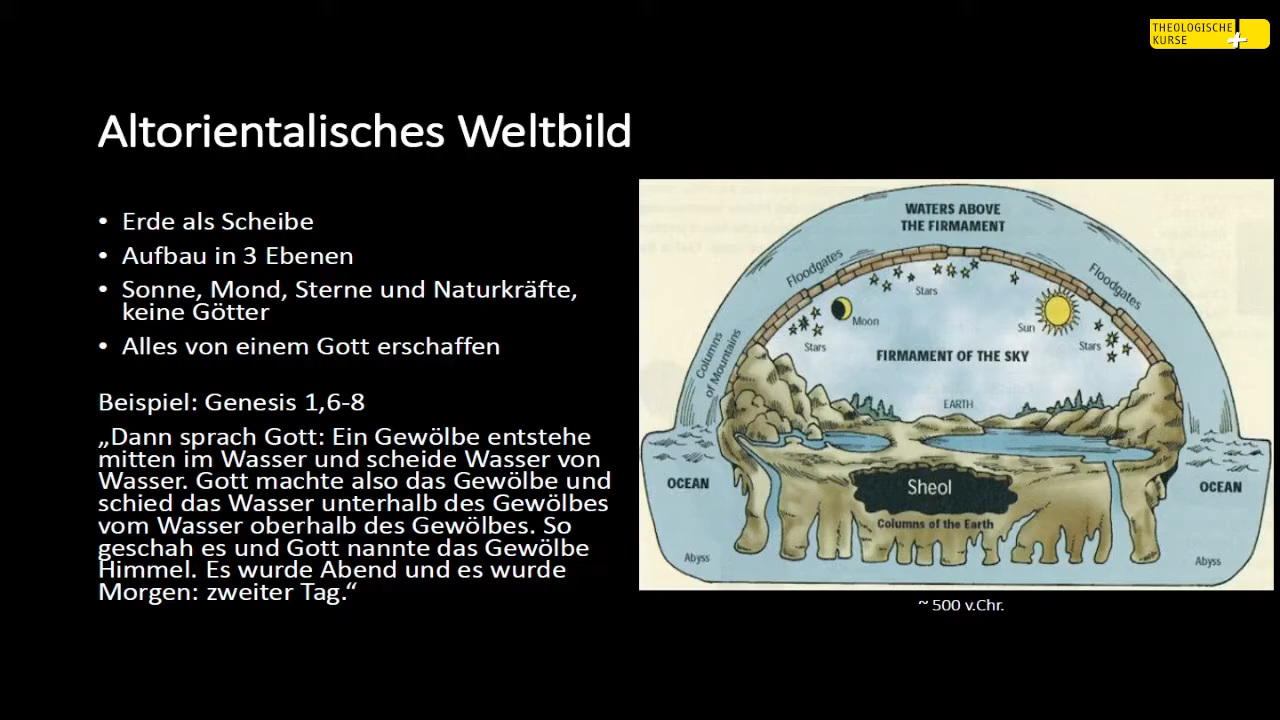 THEOLOGISCHE
KURSE
Altorientalisches Weltbild
• Erde als Scheibe
• Aufbau in 3 Ebenen
• Sonne, Mond, Sterne und Naturkräfte,
keine Götter
• Alles von einem Gott erschaffen
Beispiel: Genesis 1,6-8
„Dann sprach Gott: Ein Gewölbe entstehe
mitten im Wasser und scheide Wasser von
Wasser. Gott machte also das Gewölbe und
schied das Wasser unterhalb des Gewölbes
vom Wasser oberhalb des Gewölbes. So
geschah es und Gott nannte das Gewölbe
Himmel. Es wurde Abend und es wurde
Morgen: zweiter Tag.“
WATERS ABOVE
THE FIRMAMENT
Floodgates
Floodgates
Stars
Moon
Sun
Stars
Stars
Columns
of Mountains
FIRMAMENT OF THE SKY
EARTH
OCEAN
Sheol
OCEAN
Columns of the Earth
Abyss
Abyss
~ 500 v.Chr.